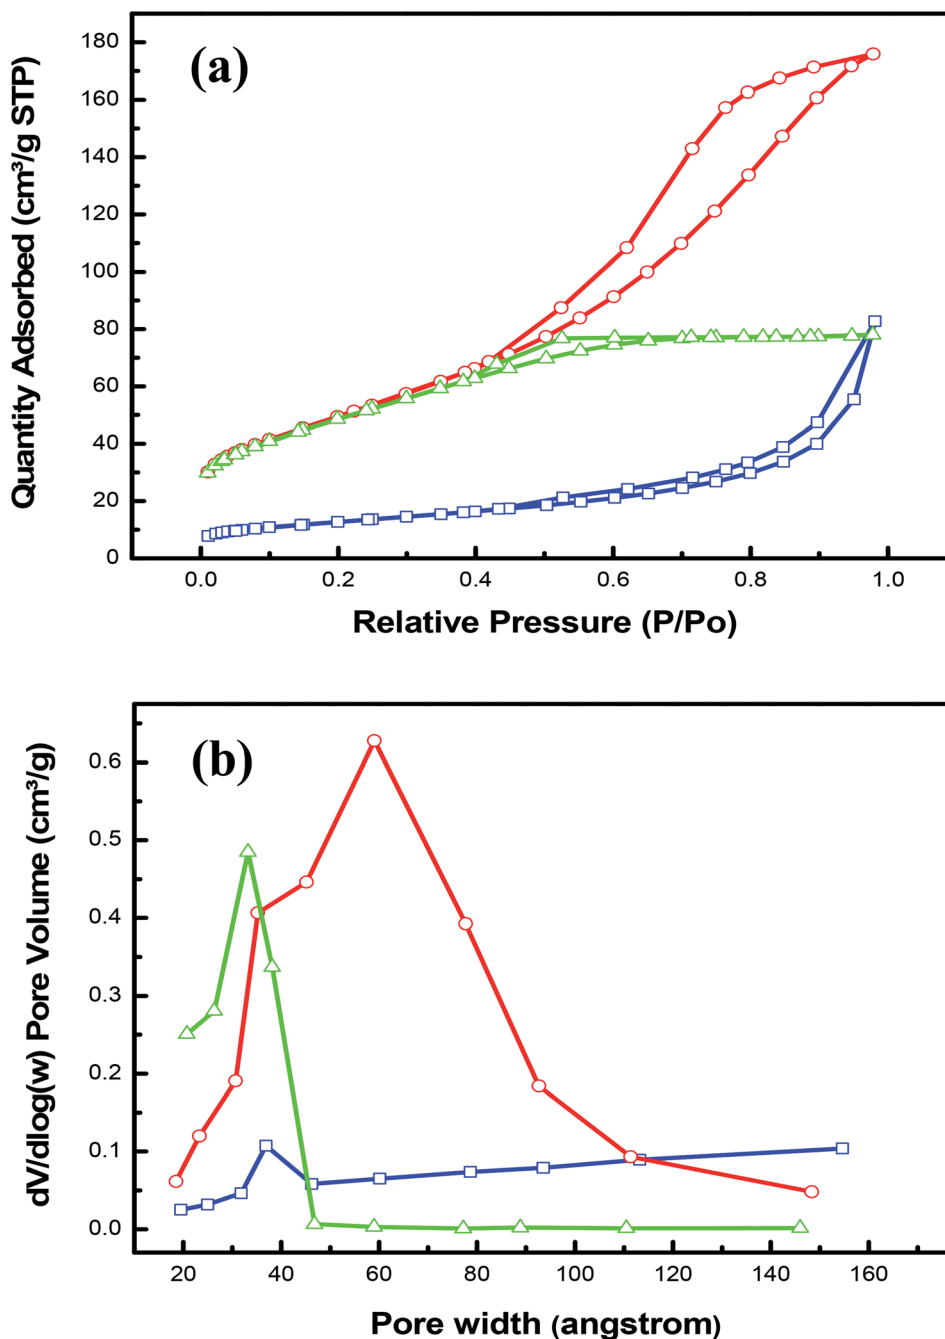 (a)
Quantity Adsorbed (cm³/g STP)
180
160
140
120
100
80
60
40
20
0
0.0 0.2 0.4 0.6 0.8 1.0
Relative Pressure (P/Po)
(b)
dV/dlog(w) Pore Volume (cm³/g)
0.6
0.5
0.4
0.3
0.2
0.1
0.0
20 40 60 80 100 120 140 160
Pore width (angstrom)